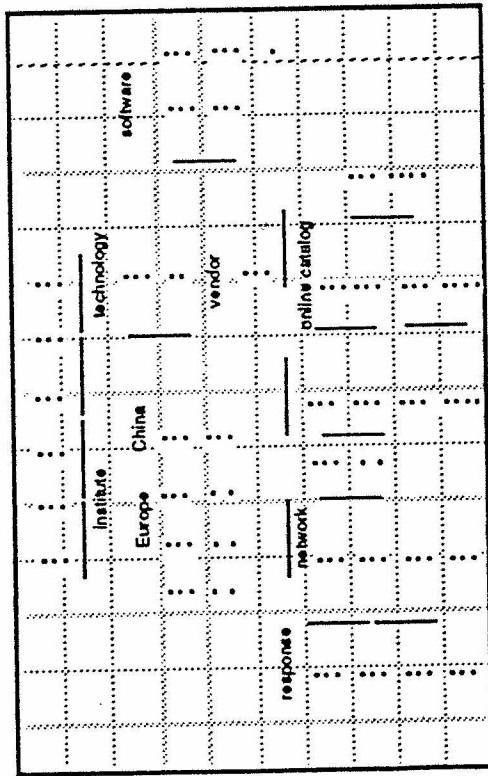 Institute technology
software
Europe China
vendor
response
network online catalog